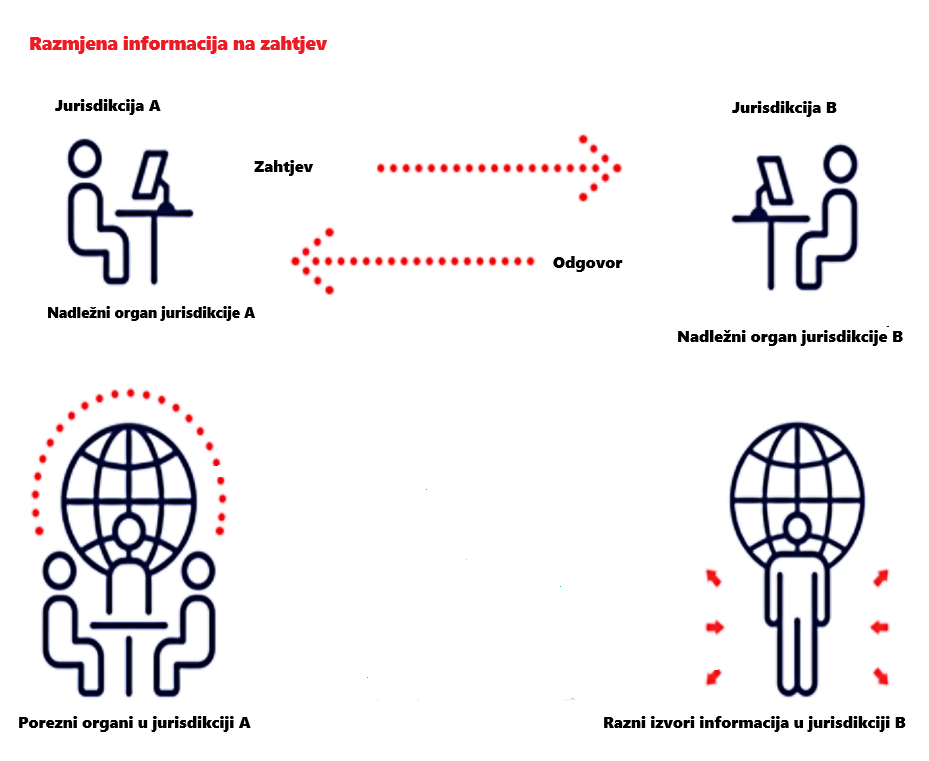 Razmjena informacija na zahtjev
Jurisdikcija A
Jurisdikcija B
Zahtjev
Odgovor
Nadležni organ jurisdikcije A
Nadležni organ jurisdikcije B
Porezni organi u jurisdikciji A
Razni izvori informacija u jurisdikciji B